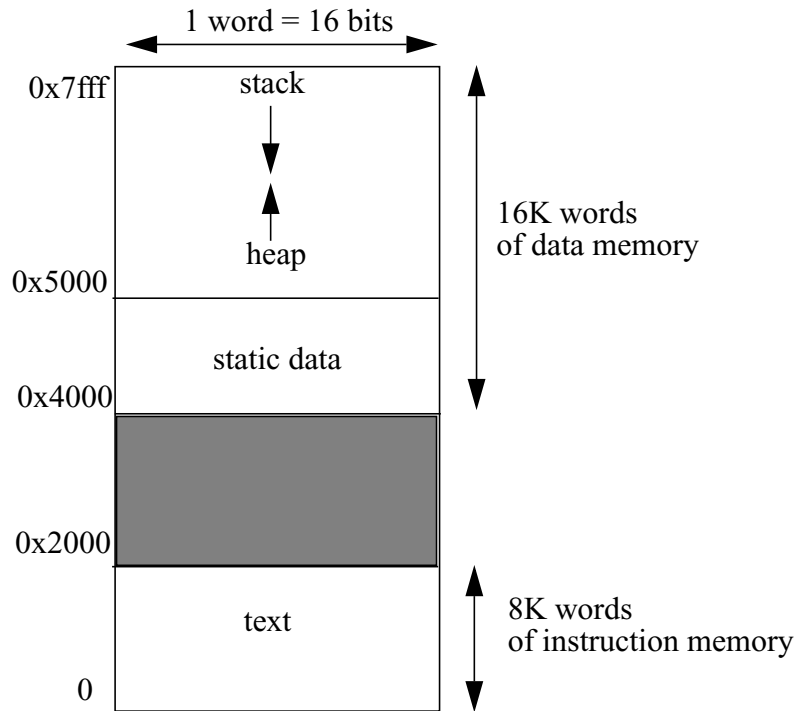 1 word = 16 bits
0x7fff
stack
heap
16K words
of data memory
0x5000
static data
0x4000
0x2000
text
8K words
of instruction memory
0